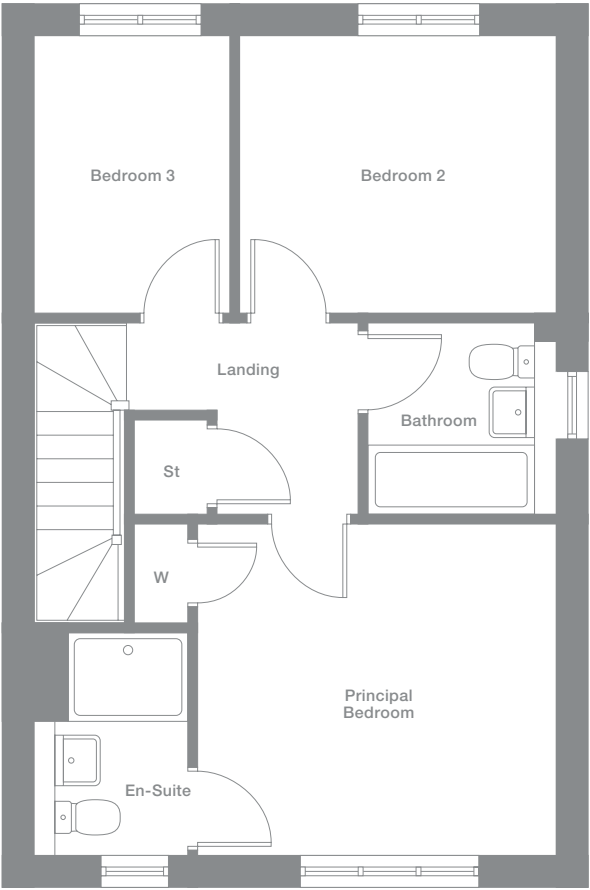 Bedroom 3
Bedroom 2
Landing
Bathroom
St
W
Principal
Bedroom
En-Suite